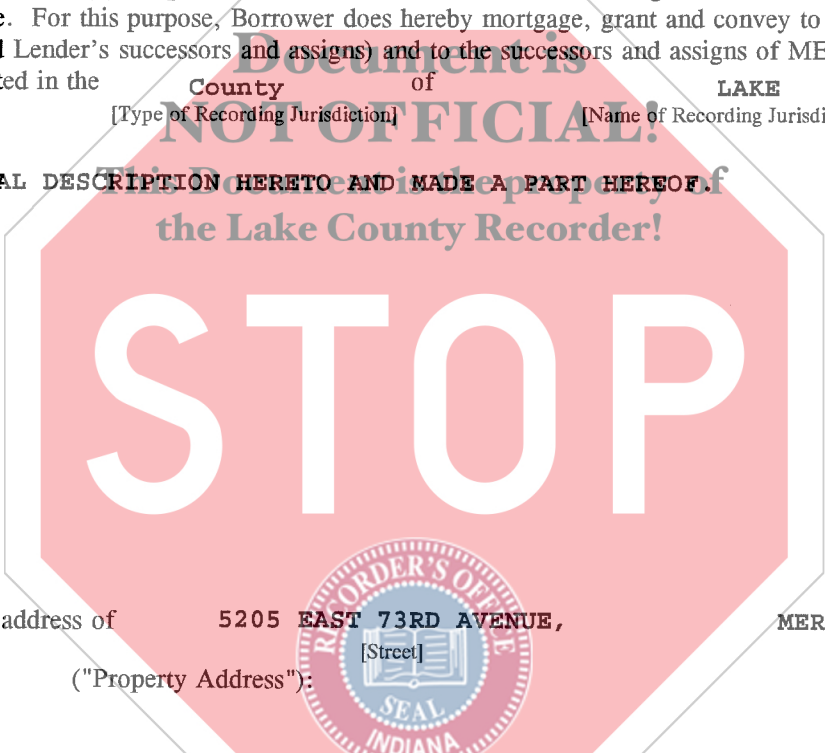 e. For this purpose, Borrower does hereby mortgage, grant and convey to
Lender's successors and assigns) and to the successors and assigns of ME
Document is
ted in the County of LAKE
[Type of Recording Jurisdiction] [Name of Recording Jurisdi
NOT OFFICIAL!
AL DESCRIPTION HERETO AND MADE A PART HEREOF.
This Document is the property of
the Lake County Recorder!
STOP
RECORDER'S OFFICE
address of 5205 EAST 73RD AVENUE, MER
[Street]
("Property Address"):
SEAL
INDIANA